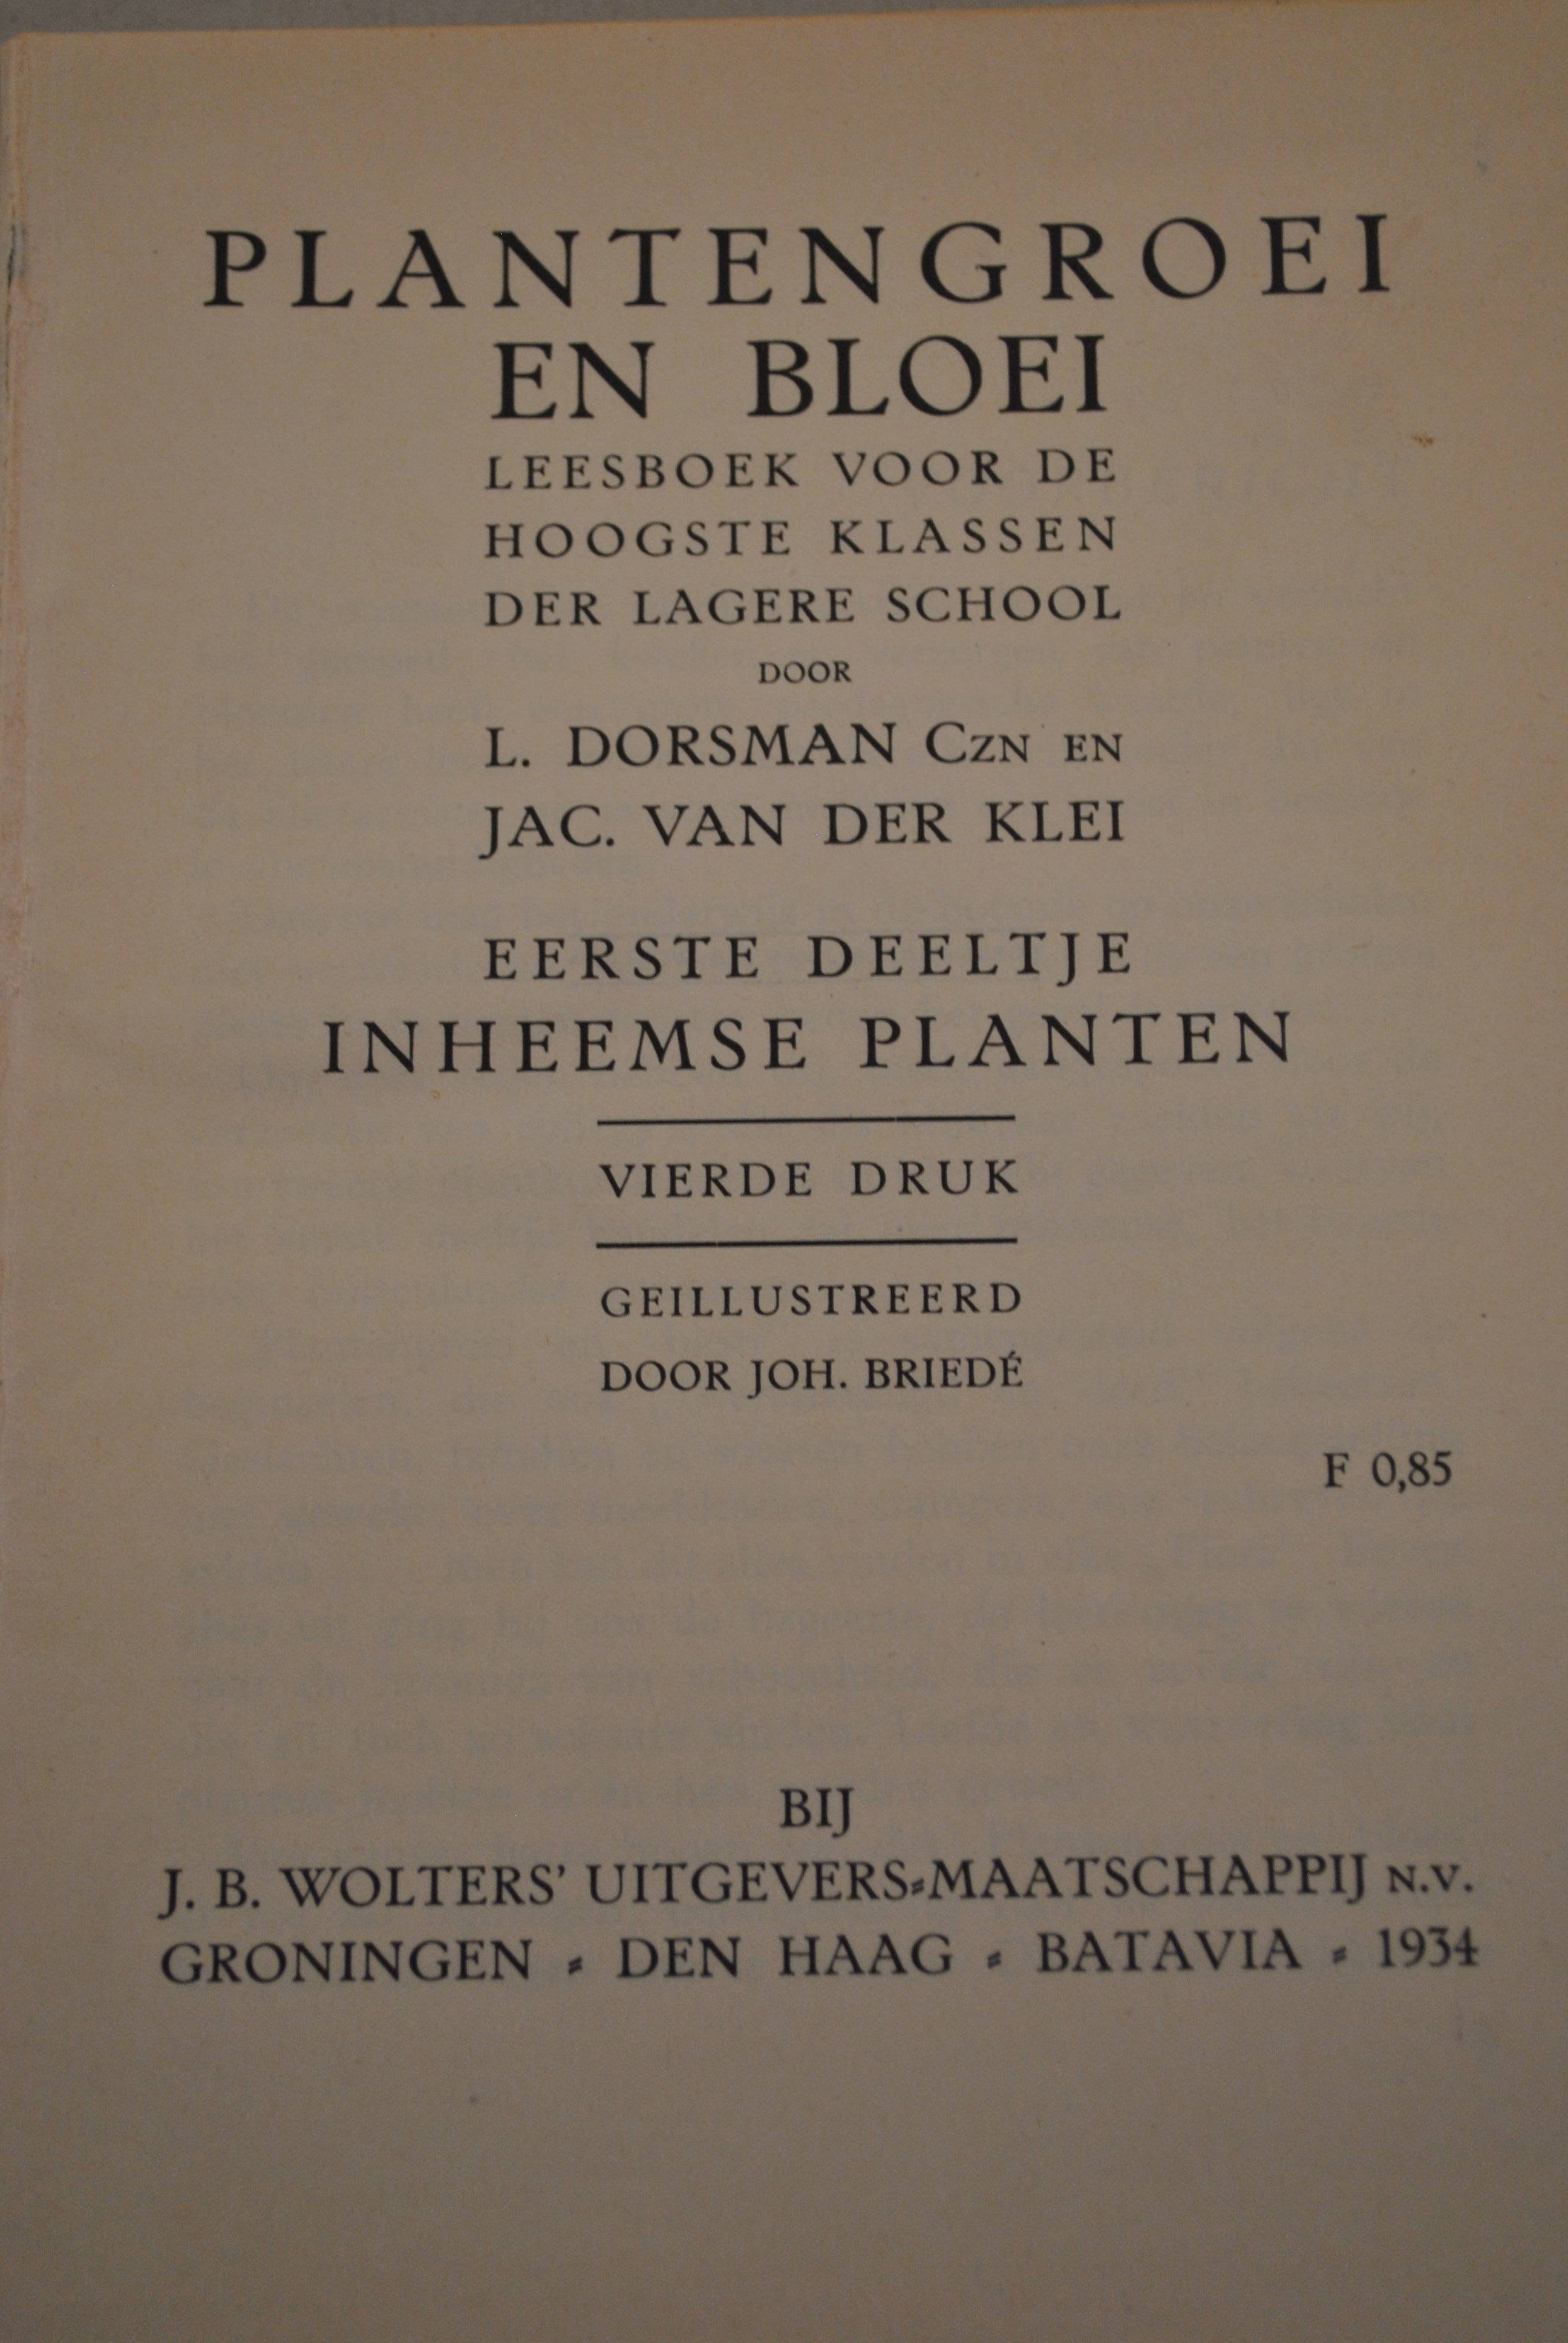 PLANTENGROEI
EN BLOEI
LEESBOEK VOOR DE
HOOGSTE KLASSEN
DER LAGERE SCHOOL
DOOR
L. DORSMAN CZN EN
JAC. VAN DER KLEI
EERSTE DEELTJE
INHEEMSE PLANTEN
VIERDE DRUK
GEILLUSTREERD
DOOR JOH. BRIEDÉ
F 0,85
BIJ
J. B. WOLTERS' UITGEVERS-MAATSCHAPPIJ N.V.
GRONINGEN - DEN HAAG - BATAVIA - 1934